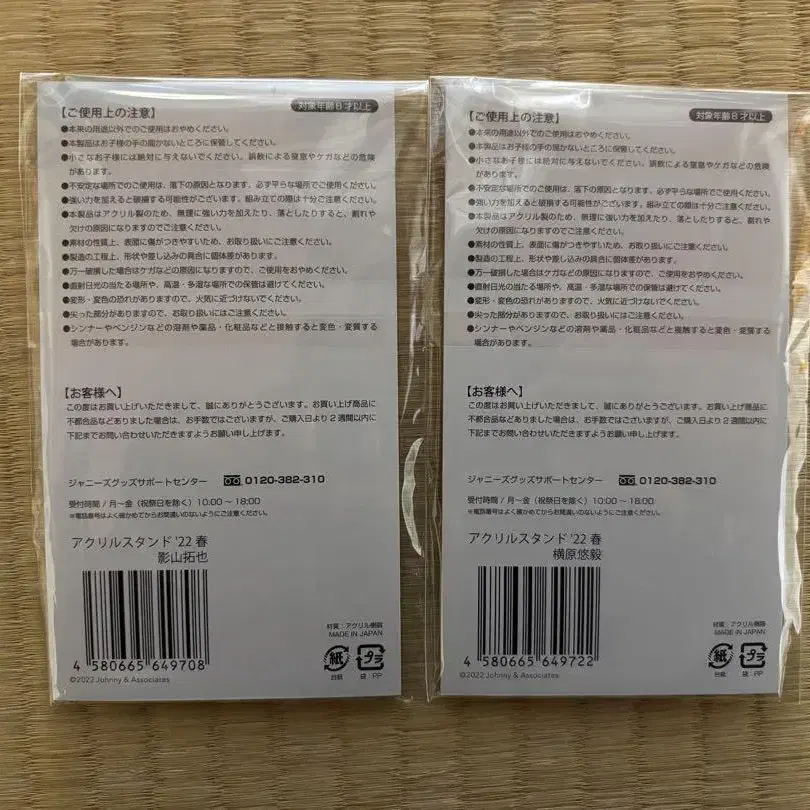 【ご使用上の注意】
対象年齢8才以上
●本来の用途以外でのご使用はおやめください。
●本製品はお子様の手の届かないところに保管してください。
●小さなお子様には絶対に与えないでください。誤飲による窒息やケガなどの危険
があります。
●不安定な場所でのご使用は、落下の原因となります。必ず平らな場所でご使用ください。
●強い力を加えると破損する可能性がございます。組み立ての際は十分ご注意ください。
●本製品はアクリル製のため、無理に強い力を加えたり、落としたりすると、割れや
欠けの原因になりますのでご注意ください。
●素材の性質上、表面に傷がつきやすいため、お取り扱いにご注意ください。
●製造の工程上、形状や差し込みの具合に個体差があります。
●万一破損した場合はケガなどの原因になりますので、ご使用をおやめください。
●直射日光の当たる場所や、高温・多湿な場所での保管は避けてください。
●変形・変色の恐れがありますので、火気に近づけないでください。
●尖った部分がありますので、お取り扱いにはご注意ください。
●シンナーやベンジンなどの溶剤や薬品・化粧品などと接触すると変色・変質する
場合があります。
【お客様へ】
この度はお買い上げいただきまして、誠にありがとうございます。お買い上げ商品に
不都合品などありました場合は、お手数ではございますが、ご購入日より2週間以内に
下記までお問い合わせいただきますようお願い申し上げます。
ジャニーズグッズサポートセンター 0120-382-310
受付時間 / 月～金（祝祭日を除く）10:00～18:00
※電話番号はよく確かめてからお間違いのないようにご注意ください。
アクリルスタンド '22 春
影山拓也
4 580665 649708
材質：アクリル樹脂
MADE IN JAPAN
紙
プラ
台紙
袋：PP
©2022 Johnny & Associates
【ご使用上の注意】
対象年齢8才以上
●本来の用途以外でのご使用はおやめください。
●本製品はお子様の手の届かないところに保管してください。
●小さなお子様には絶対に与えないでください。誤飲による窒息やケガなどの危険
があります。
●不安定な場所でのご使用は、落下の原因となります。必ず平らな場所でご使用ください。
●強い力を加えると破損する可能性がございます。組み立ての際は十分ご注意ください。
●本製品はアクリル製のため、無理に強い力を加えたり、落としたりすると、割れや
欠けの原因になりますのでご注意ください。
●素材の性質上、表面に傷がつきやすいため、お取り扱いにご注意ください。
●製造の工程上、形状や差し込みの具合に個体差があります。
●万一破損した場合はケガなどの原因になりますので、ご使用をおやめください。
●直射日光の当たる場所や、高温・多湿な場所での保管は避けてください。
●変形・変色の恐れがありますので、火気に近づけないでください。
●尖った部分がありますので、お取り扱いにはご注意ください。
●シンナーやベンジンなどの溶剤や薬品・化粧品などと接触すると変色・変質する
場合があります。
【お客様へ】
この度はお買い上げいただきまして、誠にありがとうございます。お買い上げ商品に
不都合品などありました場合は、お手数ではございますが、ご購入日より2週間以内に
下記までお問い合わせいただきますようお願い申し上げます。
ジャニーズグッズサポートセンター 0120-382-310
受付時間 / 月～金（祝祭日を除く）10:00～18:00
※電話番号はよく確かめてからお間違いのないようにご注意ください。
アクリルスタンド '22 春
横原悠毅
4 580665 649722
材質：アクリル樹脂
MADE IN JAPAN
紙
プラ
台紙
袋：PP
©2022 Johnny & Associates